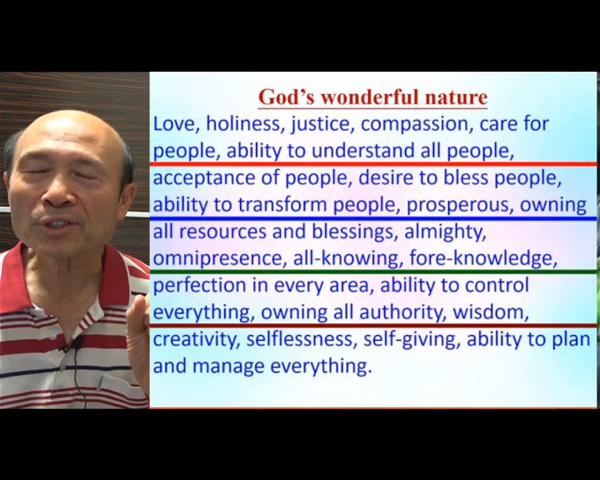 God's wonderful nature
Love, holiness, justice, compassion, care for
people, ability to understand all people,
acceptance of people, desire to bless people,
ability to transform people, prosperous, owning
all resources and blessings, almighty,
omnipresence, all-knowing, fore-knowledge,
perfection in every area, ability to control
everything, owning all authority, wisdom,
creativity, selflessness, self-giving, ability to plan
and manage everything.